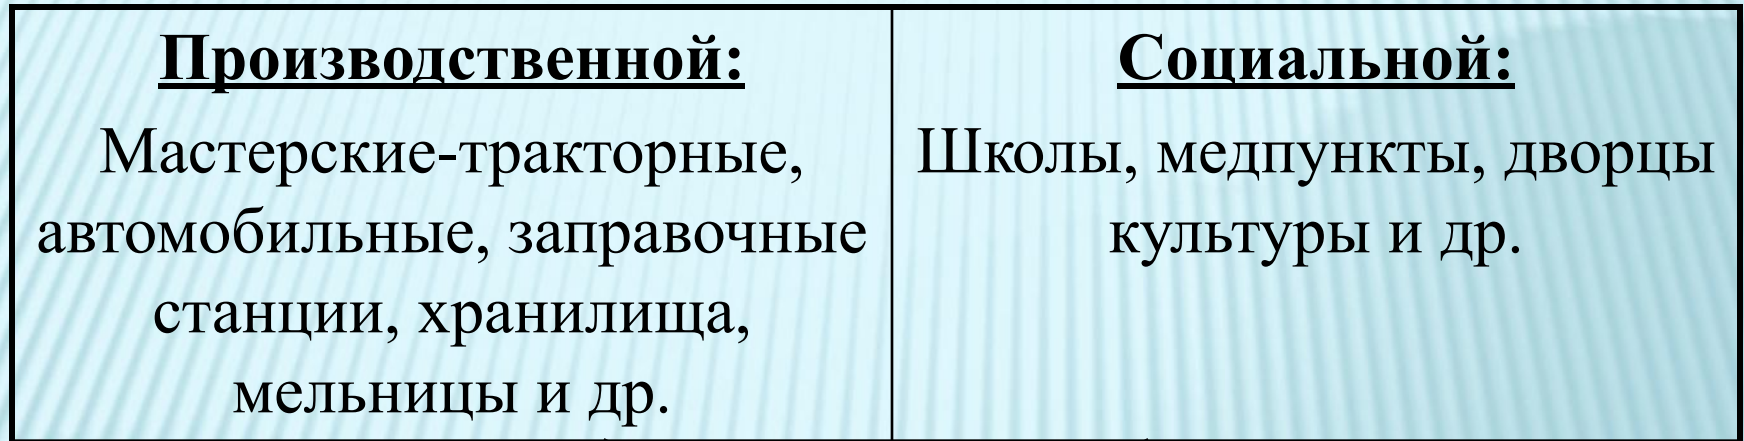 Производственной:
Мастерские-тракторные,
автомобильные, заправочные
станции, хранилища,
мельницы и др.
Социальной:
Школы, медпункты, дворцы
культуры и др.